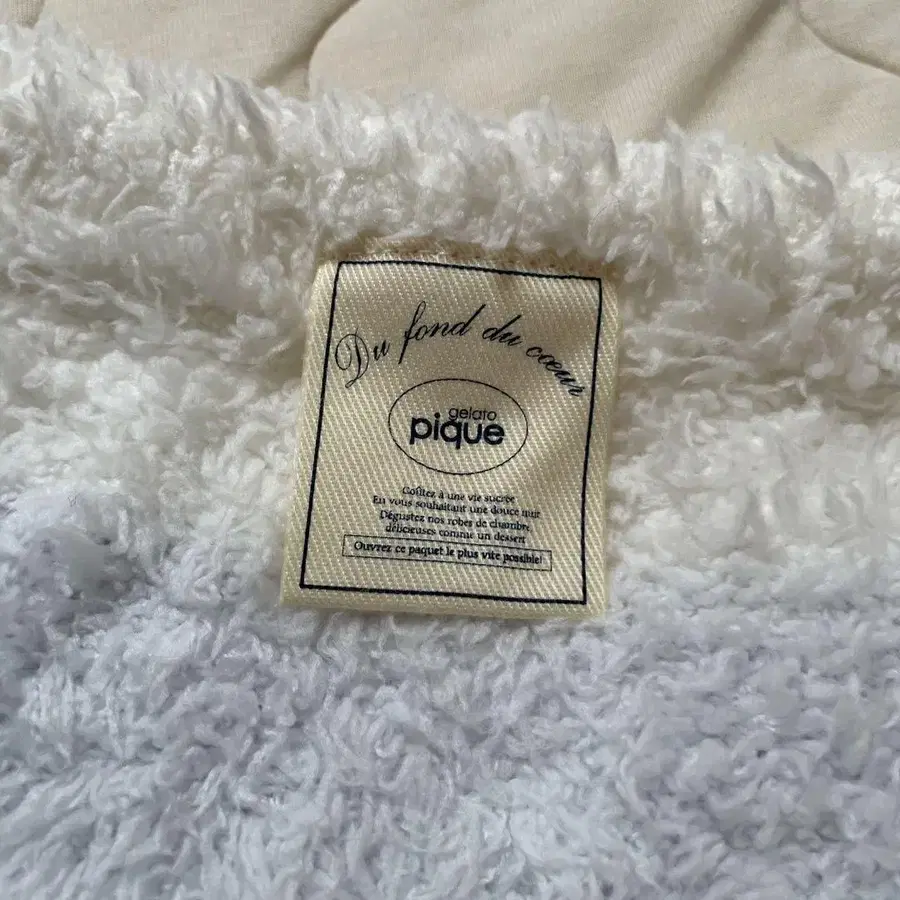 Du fond du cœur
gelato
pique
Goûtez à une vie sucrée
En vous souhaitant une douce nuit
Dégustez nos robes de chambre
délicieuses comme un dessert
Ouvrez ce paquet le plus vite possible!